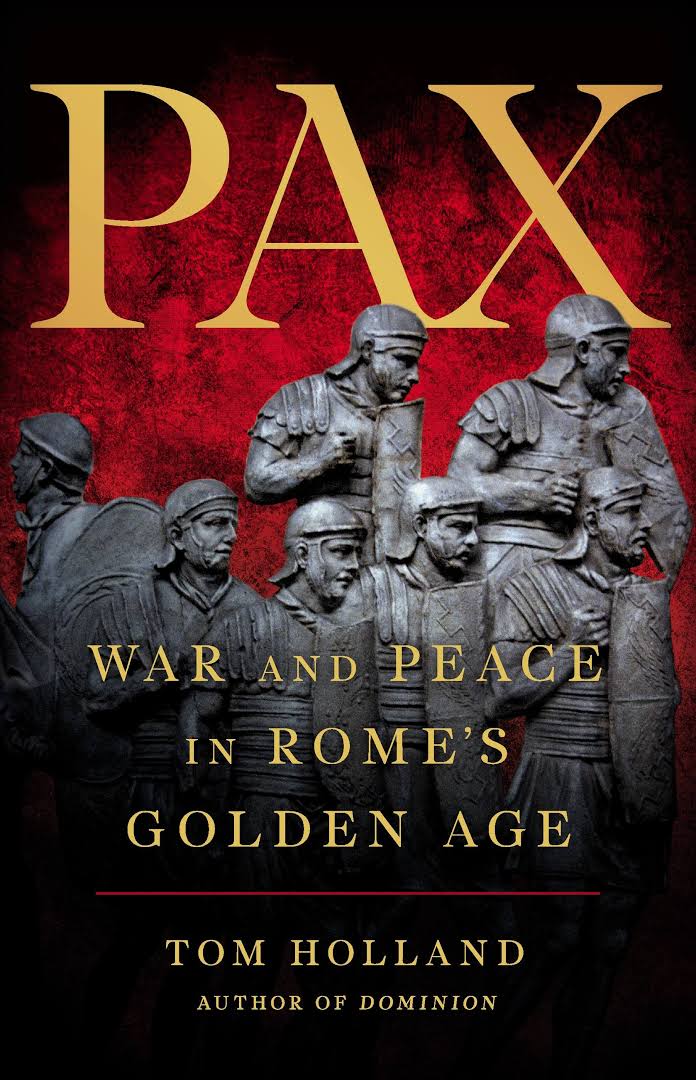 PAX
WAR AND PEACE
IN ROME'S
GOLDEN AGE
TOM HOLLAND
AUTHOR OF DOMINION